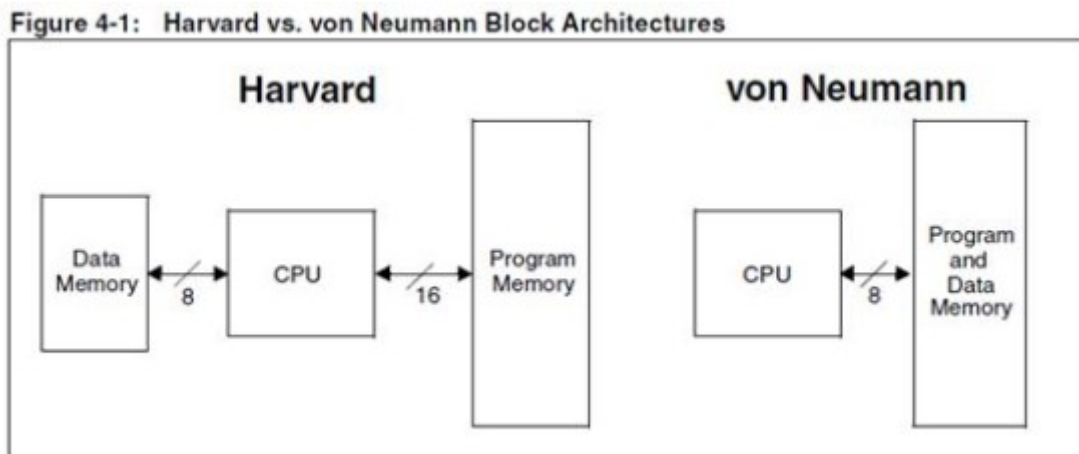 Figure 4-1: Harvard vs. von Neumann Block Architectures
Harvard
von Neumann
Data
Memory
8
CPU
16
Program
Memory
CPU
8
Program
and
Data
Memory